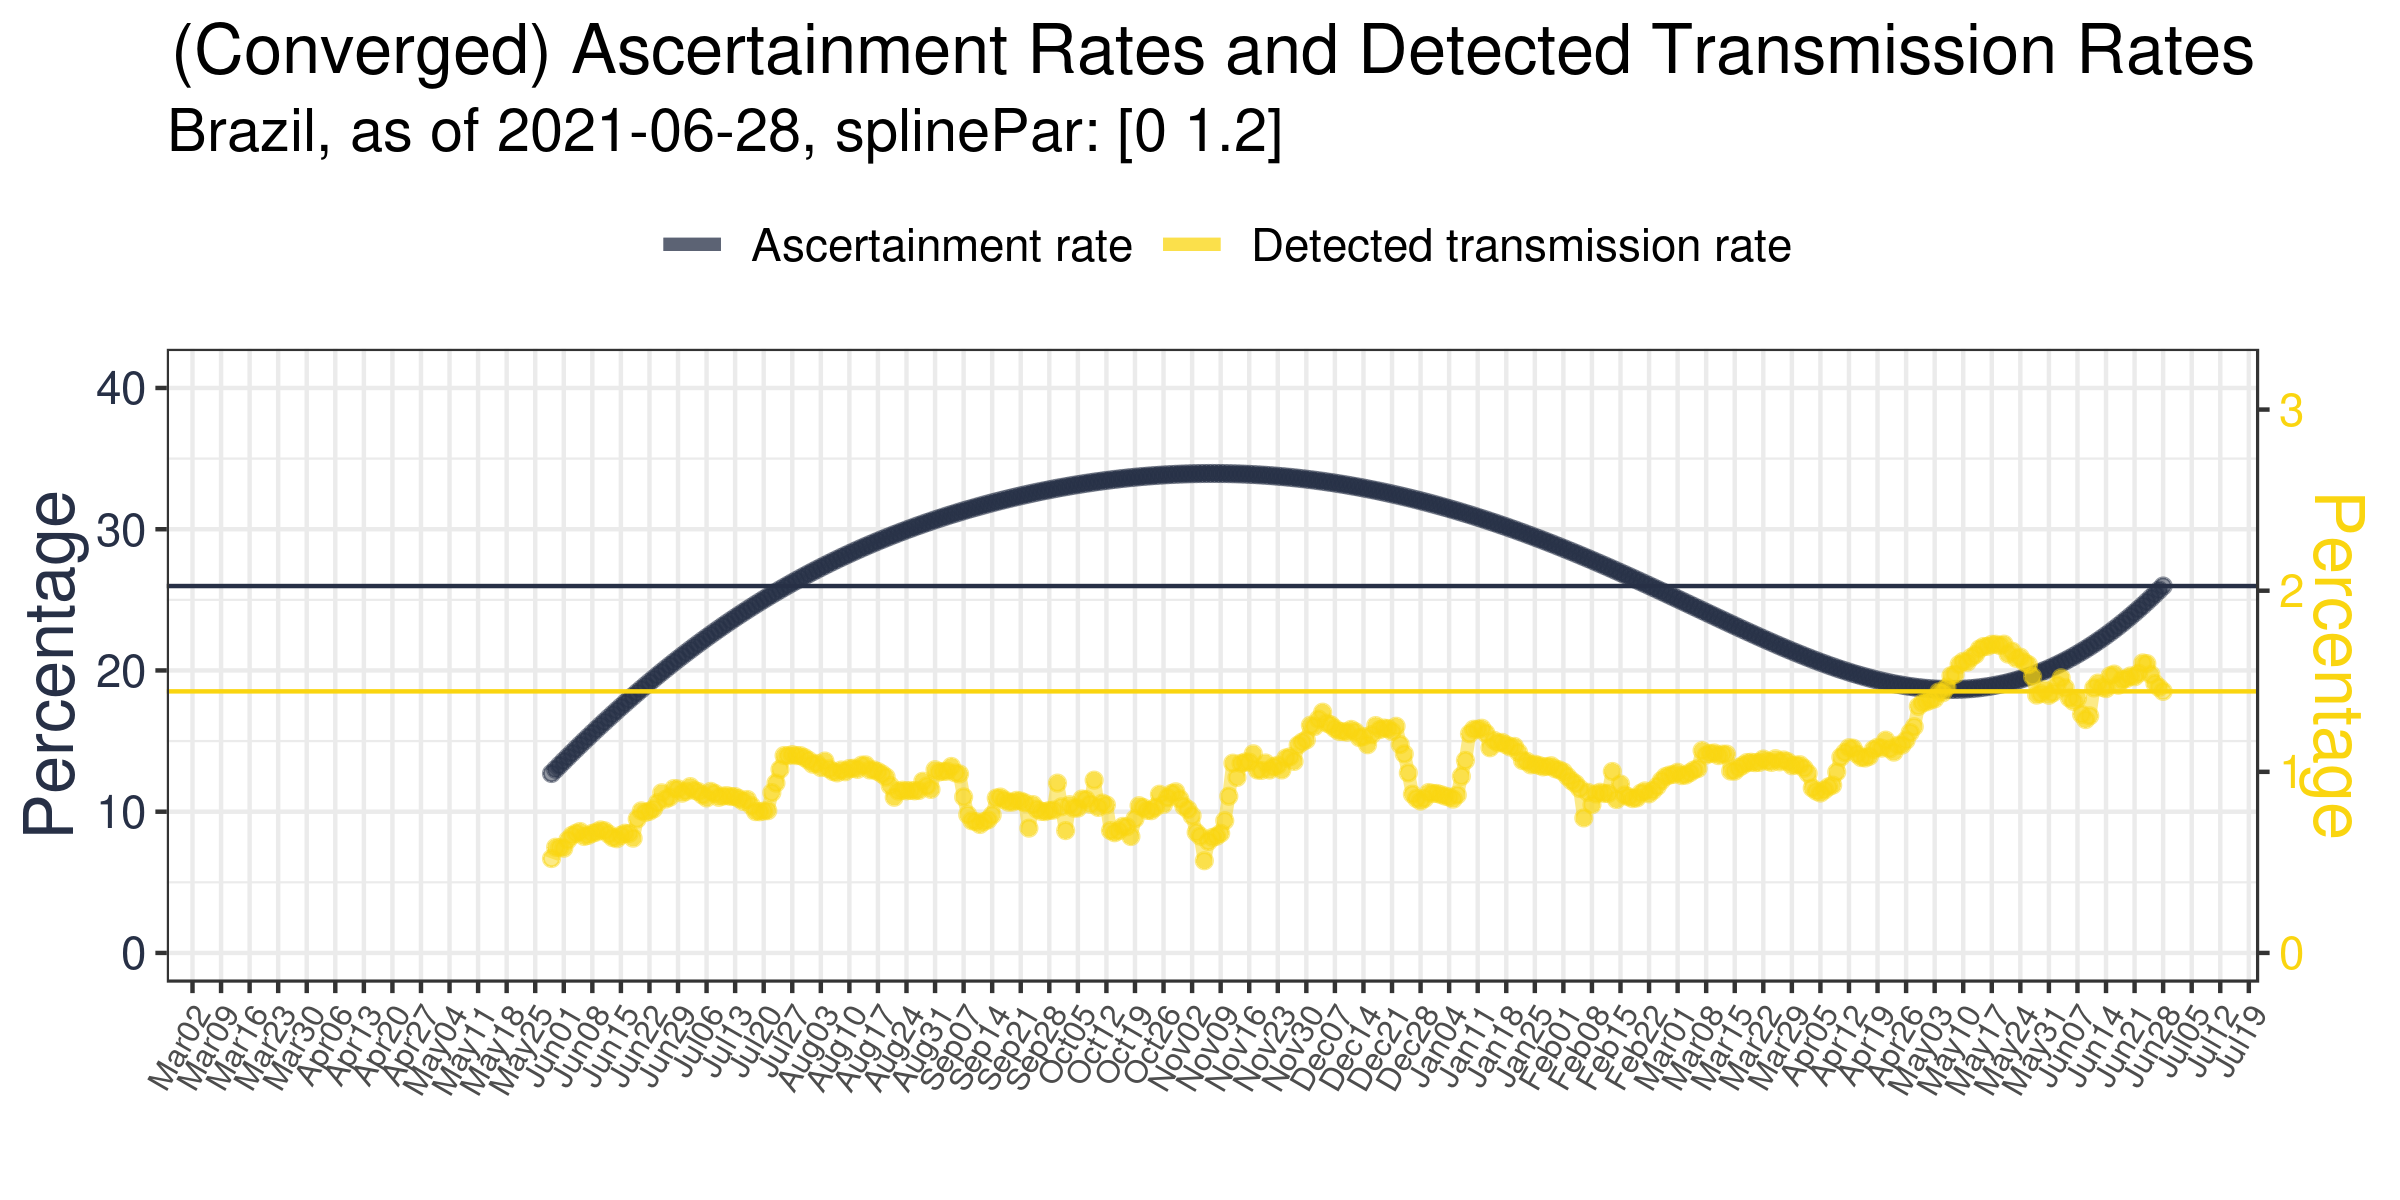 (Converged) Ascertainment Rates and Detected Transmission Rates
Brazil, as of 2021-06-28, splinePar: [0 1.2]
Ascertainment rate
Detected transmission rate
Percentage
40
30
20
10
0
3
2
1
0
Percentage
Mar02
Mar09
Mar16
Mar23
Mar30
Apr06
Apr13
Apr20
Apr27
May04
May11
May18
May25
Jun01
Jun08
Jun15
Jun22
Jun29
Jul06
Jul13
Jul20
Jul27
Aug03
Aug10
Aug17
Aug24
Aug31
Sep07
Sep14
Sep21
Sep28
Oct05
Oct12
Oct19
Oct26
Nov02
Nov09
Nov16
Nov23
Nov30
Dec07
Dec14
Dec21
Dec28
Jan04
Jan11
Jan18
Jan25
Feb01
Feb08
Feb15
Feb22
Mar01
Mar08
Mar15
Mar22
Mar29
Apr05
Apr12
Apr19
Apr26
May03
May10
May17
May24
May31
Jun07
Jun14
Jun21
Jun28
Jul05
Jul12
Jul19